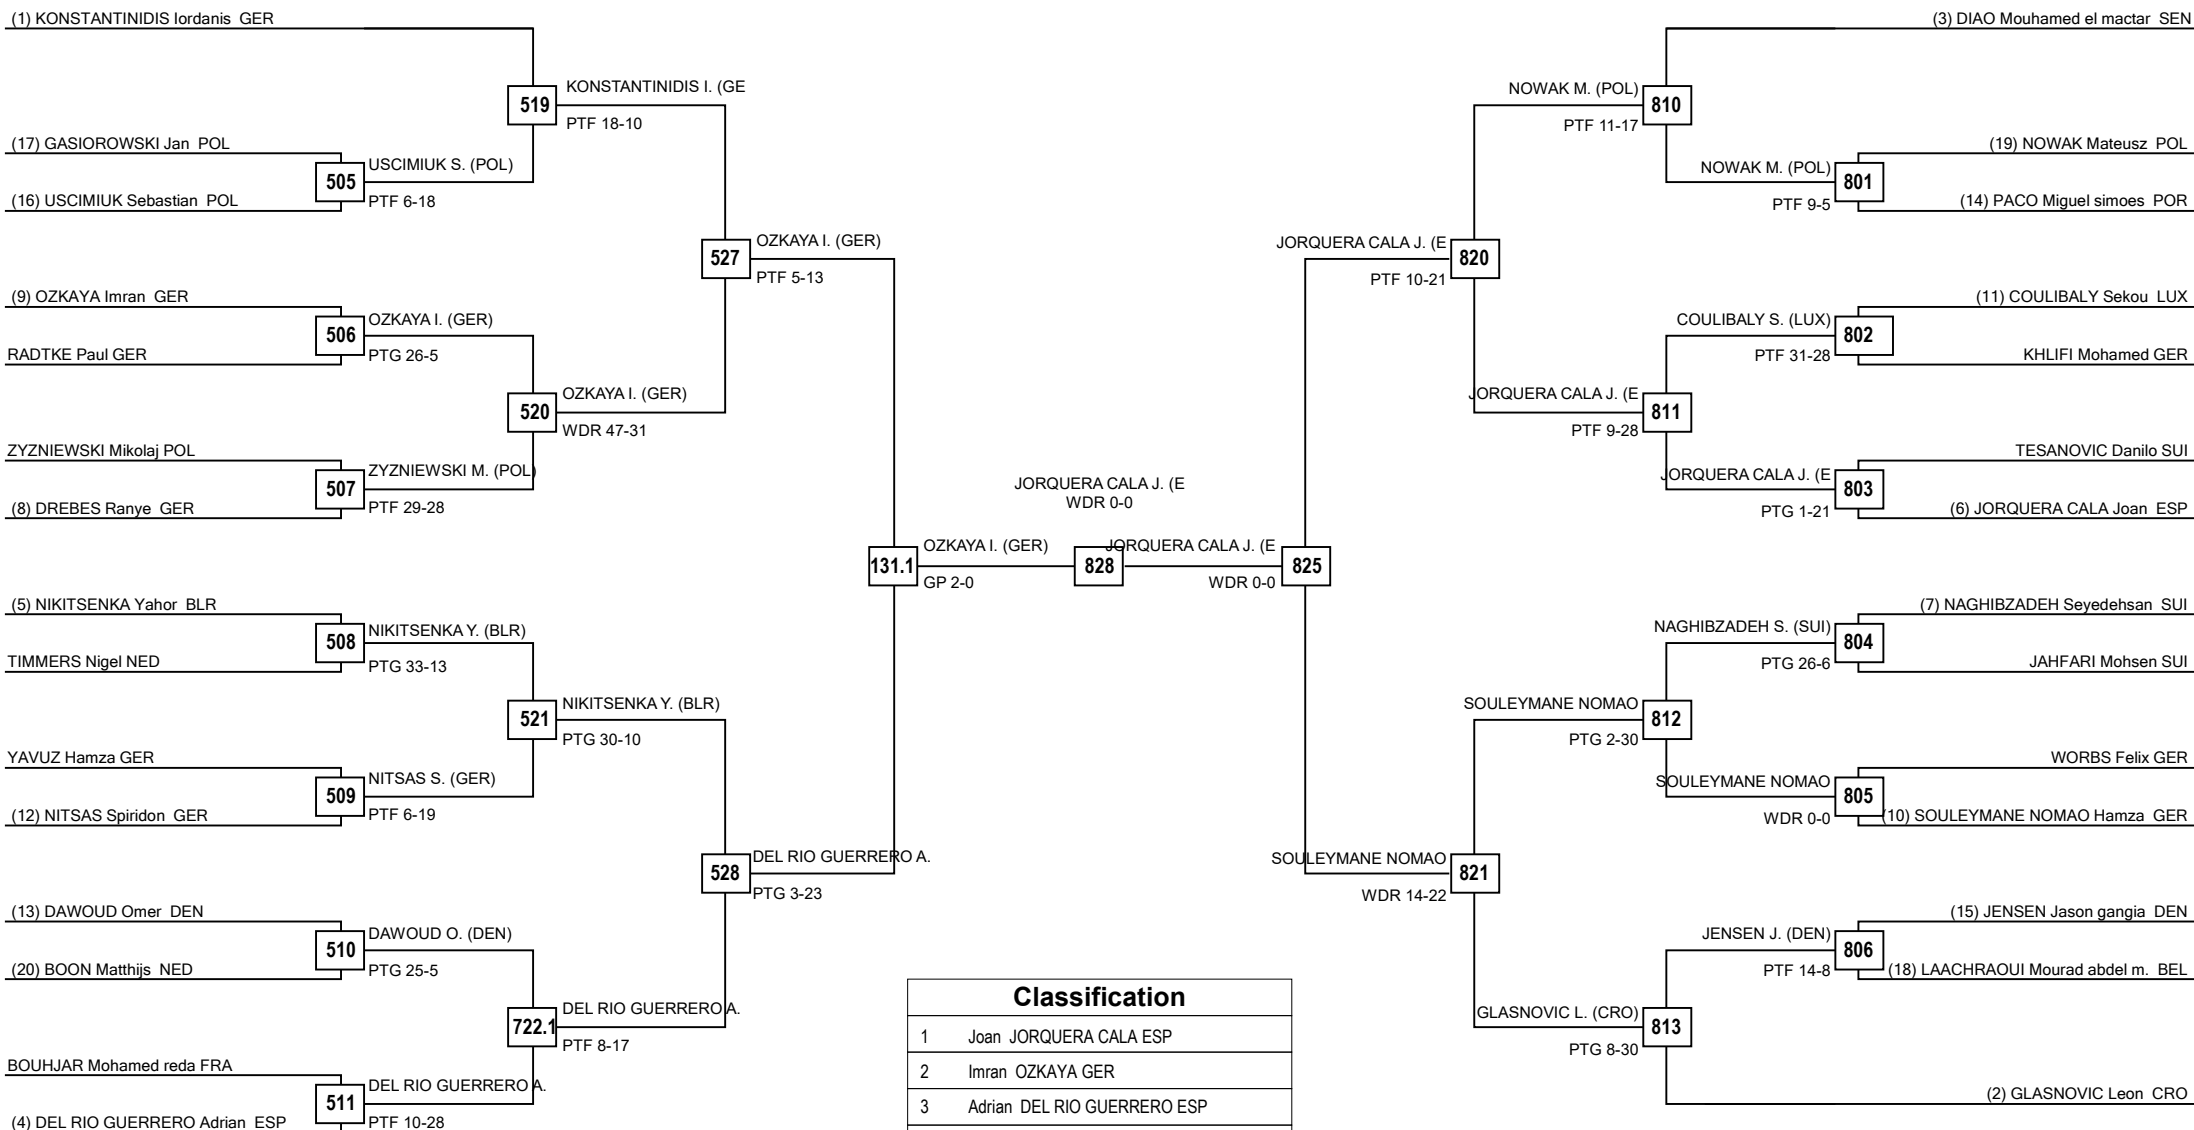 (1) KONSTANTINIDIS Iordanis GER
(3) DIAO Mouhamed el mactar SEN
KONSTANTINIDIS I. (GE
NOWAK M. (POL)
519
810
PTF 18-10
PTF 11-17
(17) GASIOROWSKI Jan POL
(19) NOWAK Mateusz POL
USCIMIUK S. (POL)
NOWAK M. (POL)
505
801
(16) USCIMIUK Sebastian POL
PTF 6-18
PTF 9-5
(14) PACO Miguel simoes POR
OZKAYA I. (GER)
JORQUERA CALA J. (E
527
820
PTF 5-13
PTF 10-21
(9) OZKAYA Imran GER
(11) COULIBALY Sekou LUX
OZKAYA I. (GER)
COULIBALY S. (LUX)
506
802
RADTKE Paul GER
PTG 26-5
PTF 31-28
KHLIFI Mohamed GER
OZKAYA I. (GER)
JORQUERA CALA J. (E
520
811
WDR 47-31
PTF 9-28
ZYZNIEWSKI Mikolaj POL
TESANOVIC Danilo SUI
ZYZNIEWSKI M. (POL)
JORQUERA CALA J. (E
507
803
(8) DREBES Ranye GER
PTF 29-28
PTG 1-21
(6) JORQUERA CALA Joan ESP
JORQUERA CALA J. (E
WDR 0-0
OZKAYA I. (GER)
JORQUERA CALA J. (E
131.1
828
825
GP 2-0
WDR 0-0
(5) NIKITSENKA Yahor BLR
(7) NAGHIBZADEH Seyedehsan SUI
NIKITSENKA Y. (BLR)
NAGHIBZADEH S. (SUI)
508
804
TIMMERS Nigel NED
PTG 33-13
PTG 26-6
JAHFARI Mohsen SUI
NIKITSENKA Y. (BLR)
SOULEYMANE NOMAO
521
812
PTG 30-10
PTG 2-30
YAVUZ Hamza GER
WORBS Felix GER
NITSAS S. (GER)
SOULEYMANE NOMAO
509
805
(12) NITSAS Spiridon GER
PTF 6-19
WDR 0-0
(10) SOULEYMANE NOMAO Hamza GER
DEL RIO GUERRERO A.
SOULEYMANE NOMAO
528
821
PTG 3-23
WDR 14-22
(13) DAWOUD Omer DEN
(15) JENSEN Jason gangia DEN
DAWOUD O. (DEN)
JENSEN J. (DEN)
510
806
(20) BOON Matthijs NED
PTG 25-5
PTF 14-8
(18) LAACHRAOUI Mourad abdel m. BEL
DEL RIO GUERRERO A.
GLASNOVIC L. (CRO)
722.1
813
PTF 8-17
PTG 8-30
BOUHJAR Mohamed reda FRA
DEL RIO GUERRERO A.
(2) GLASNOVIC Leon CRO
511
(4) DEL RIO GUERRERO Adrian ESP
PTF 10-28
Classification
1 Joan JORQUERA CALA ESP
2 Imran OZKAYA GER
3 Adrian DEL RIO GUERRERO ESP